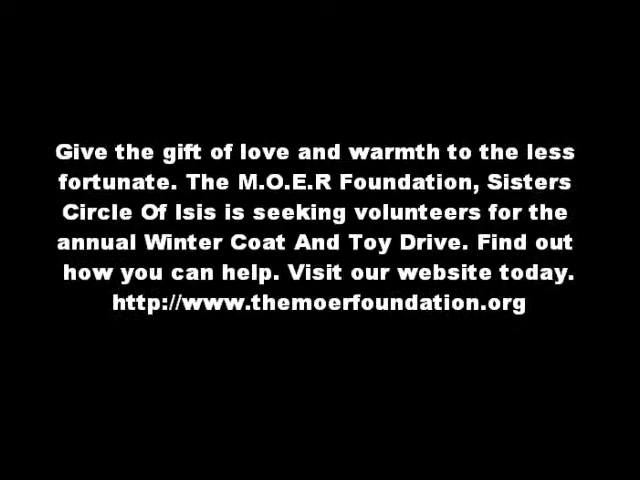 Give the gift of love and warmth to the less
fortunate. The M.O.E.R Foundation, Sisters
Circle Of Isis is seeking volunteers for the
annual Winter Coat And Toy Drive. Find out
how you can help. Visit our website today.
http://www.themoerfoundation.org